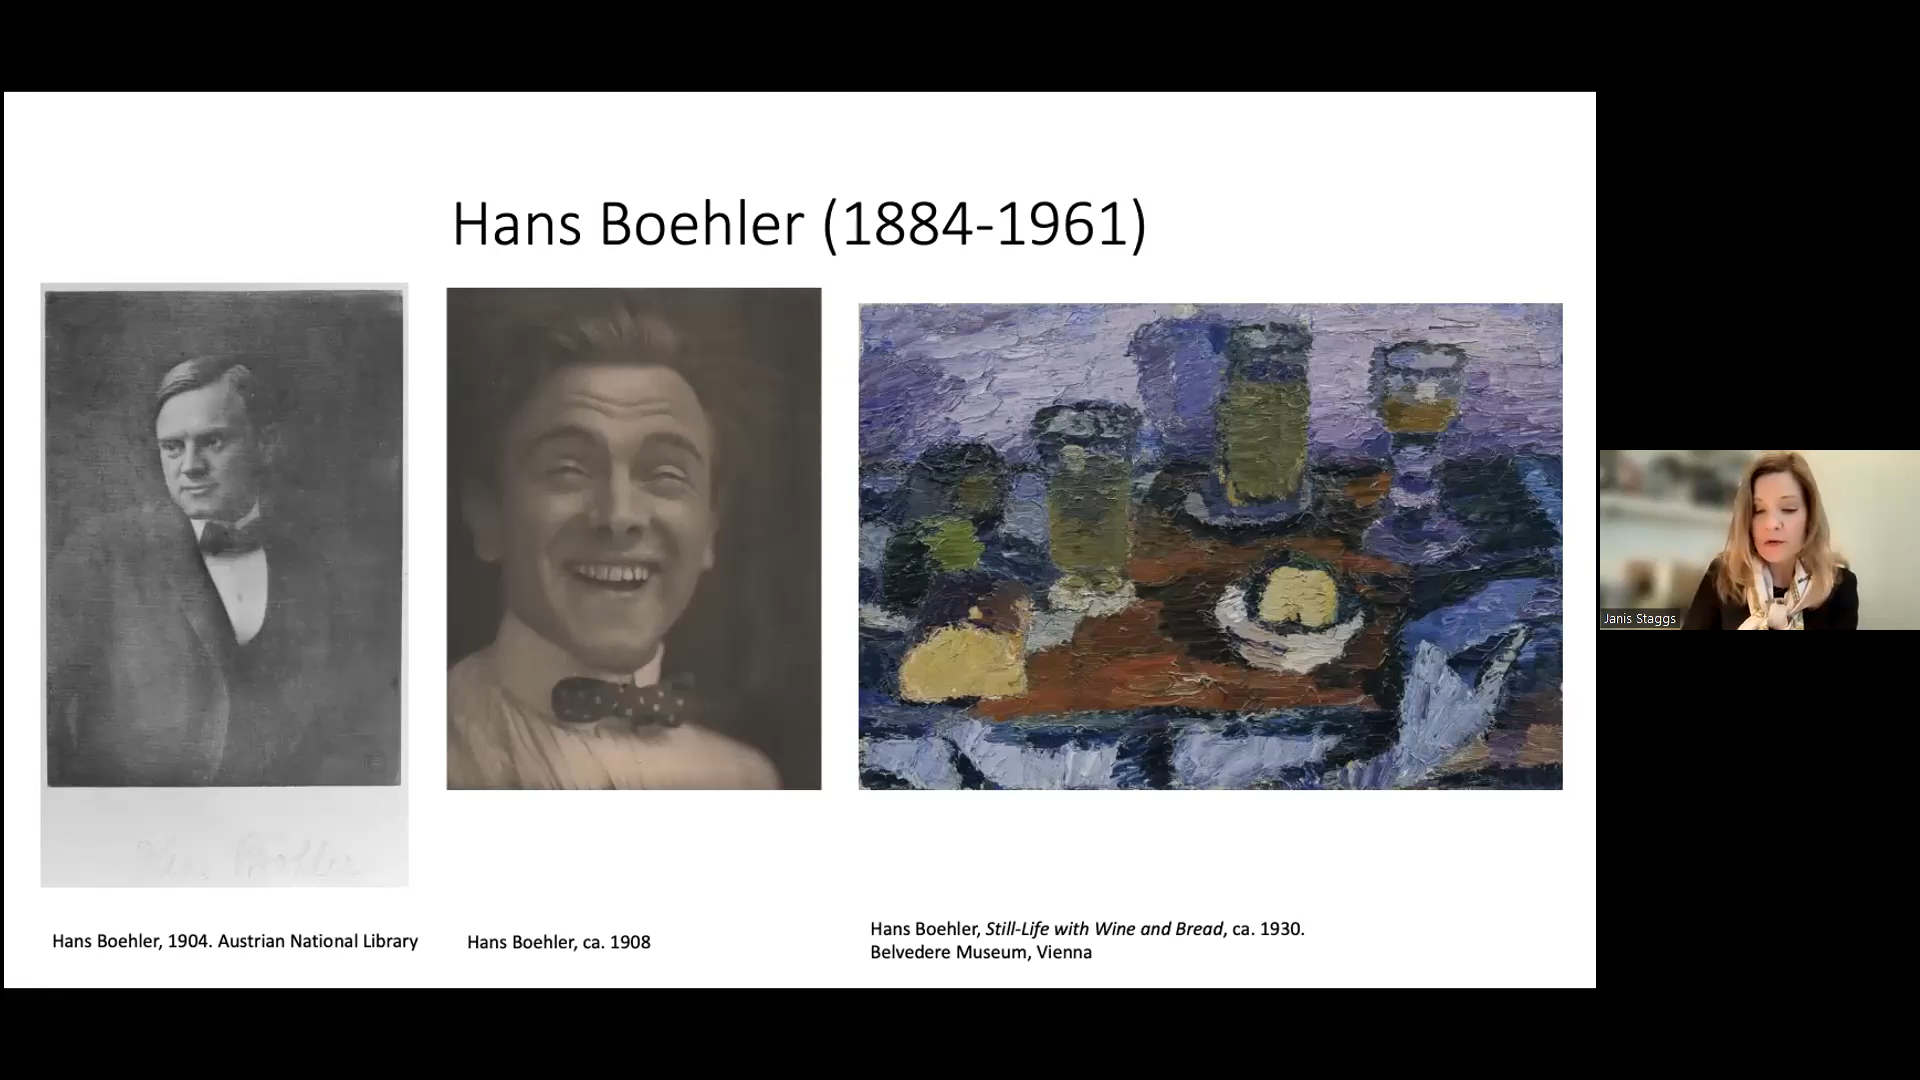 Hans Boehler (1884-1961)
Hans Boehler, 1904. Austrian National Library
Hans Boehler, ca. 1908
Hans Boehler, Still-Life with Wine and Bread, ca. 1930.
Belvedere Museum, Vienna
Janis Staggs